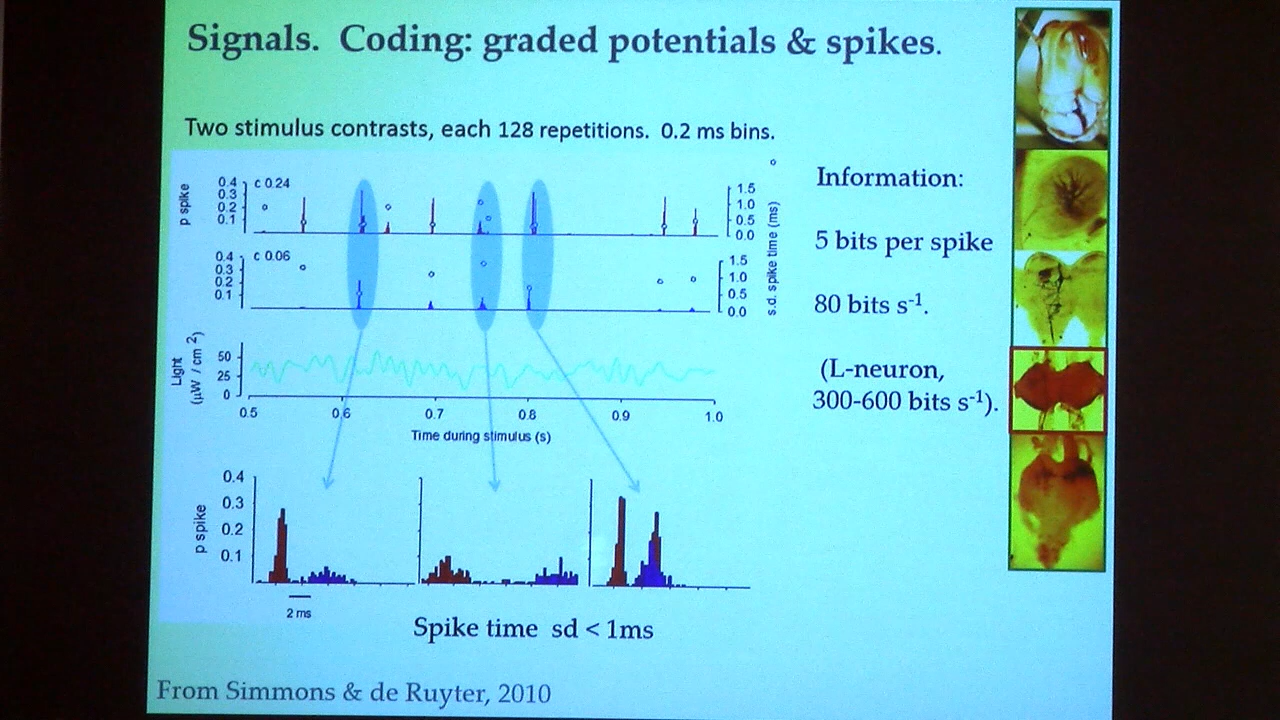 Signals. Coding: graded potentials & spikes.
Two stimulus contrasts, each 128 repetitions. 0.2 ms bins.
p spike
0.4
0.3
0.2
0.1
c 0.24
1.5
1.0
0.5
0.0
s.d. spike time (ms)
0.4
0.3
0.2
0.1
c 0.06
1.5
1.0
0.5
0.0
Light
(µW / cm 2)
50
25
0
0.5 0.6 0.7 0.8 0.9 1.0
Time during stimulus (s)
p spike
0.4
0.3
0.2
0.1
2 ms
Spike time sd < 1ms
Information:
5 bits per spike
80 bits s-1.
(L-neuron,
300-600 bits s-1).
From Simmons & de Ruyter, 2010